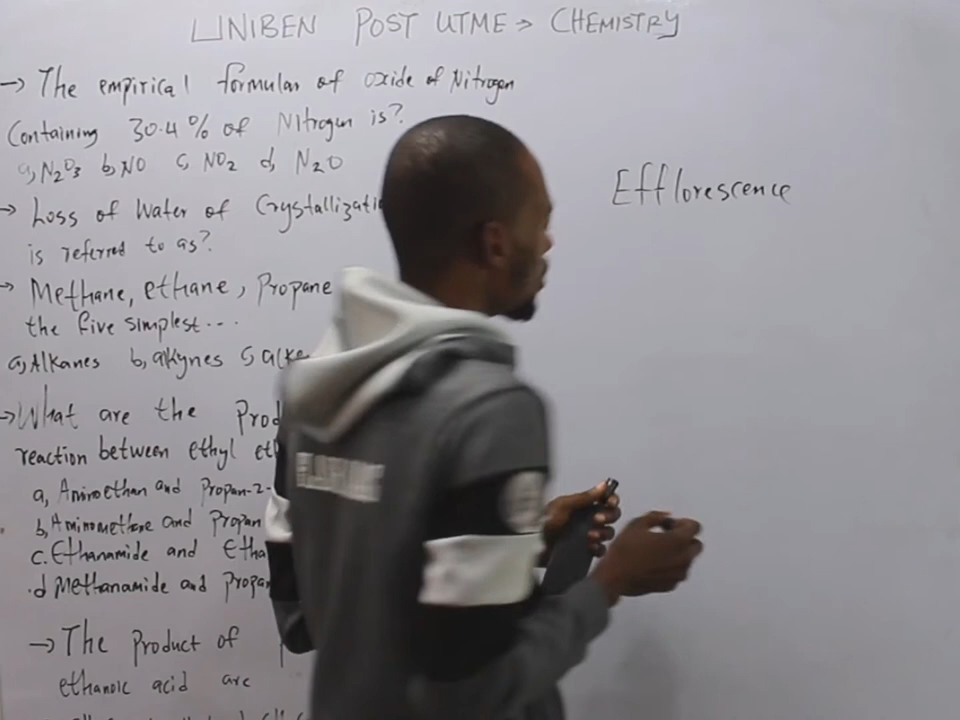 UNIBEN POST UTME > CHEMISTRY
→ The empirical formular of oxide of Nitrogen
Containing 30.4% of Nitrogen is?
a, N₂O₃ b, NO c, NO₂ d, N₂O
→ Loss of Water of Crystallizati
is referred to as?
→ Methane, ethane, Propane
the five simplest...
a, Alkanes b, alkynes c, alke
→ What are the Prod
reaction between ethyl et
a, Aminoethan and Propan-2-
b, Aminomethane and Propan
c. Ethanamide and Etha
.d Methanamide and Propan
→ The Product of
ethanoic acid are
Efflorescence